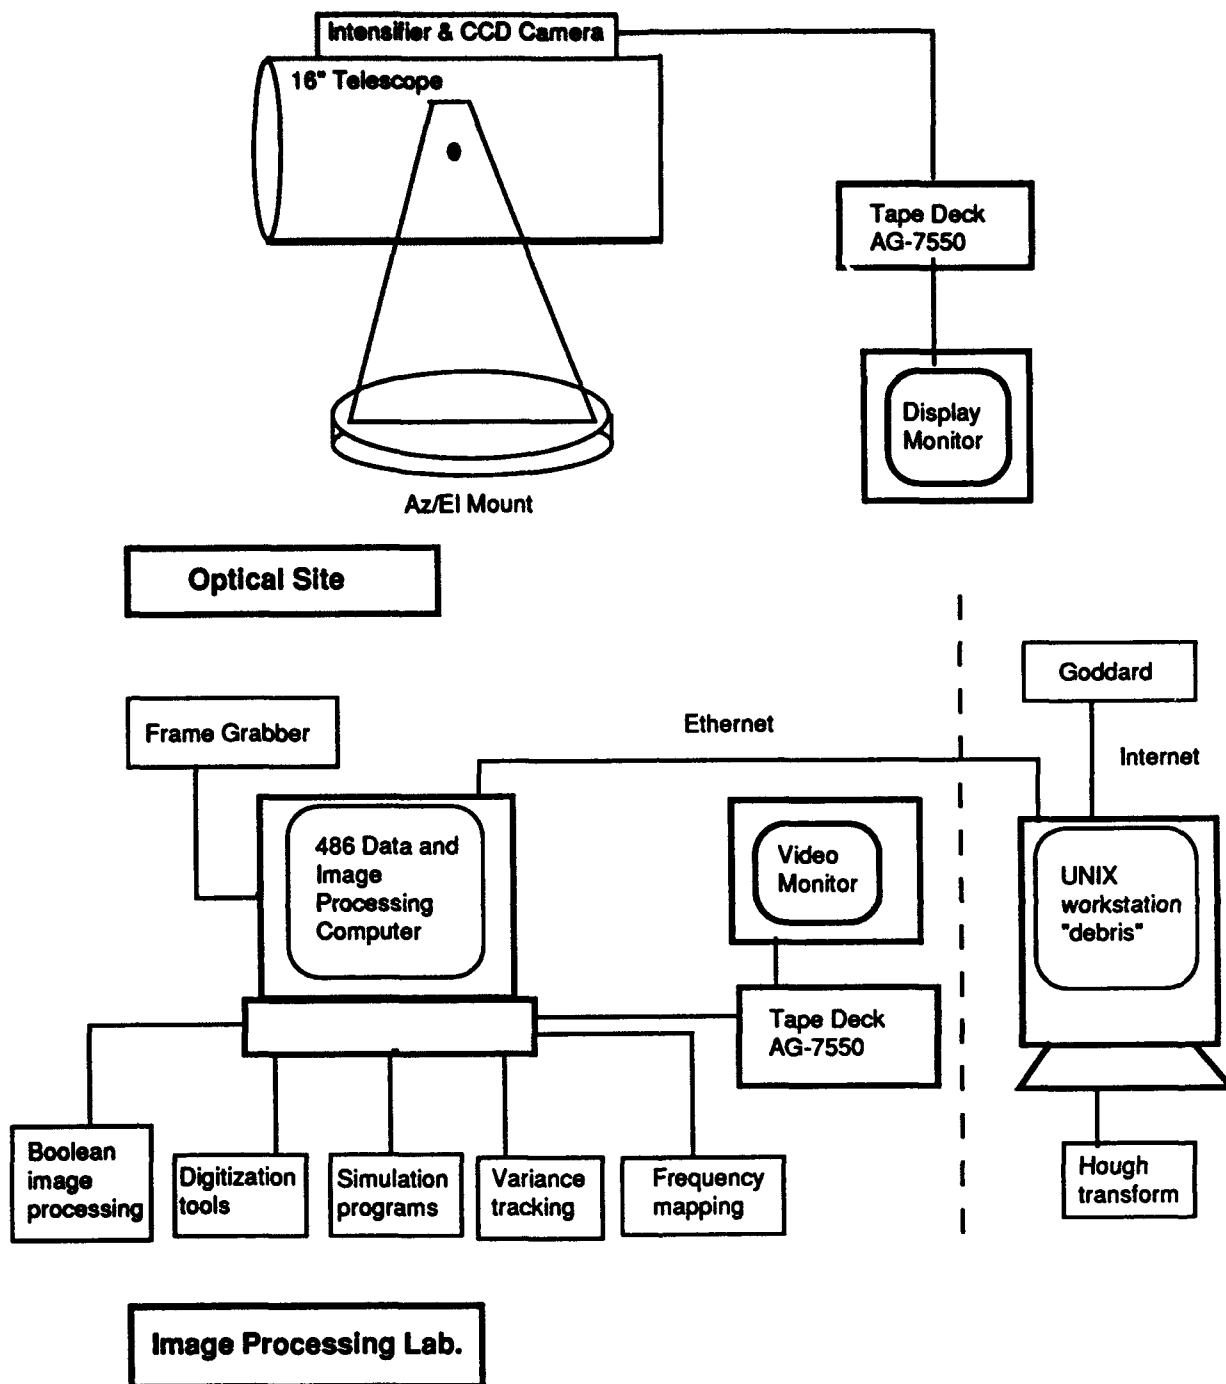 Intensifier & CCD Camera
16" Telescope
Tape Deck
AG-7550
Display
Monitor
Az/El Mount
Optical Site
Goddard
Frame Grabber
Ethernet
Internet
486 Data and
Image
Processing
Computer
Video
Monitor
UNIX
workstation
"debris"
Tape Deck
AG-7550
Boolean
image
processing
Digitization
tools
Simulation
programs
Variance
tracking
Frequency
mapping
Hough
transform
Image Processing Lab.